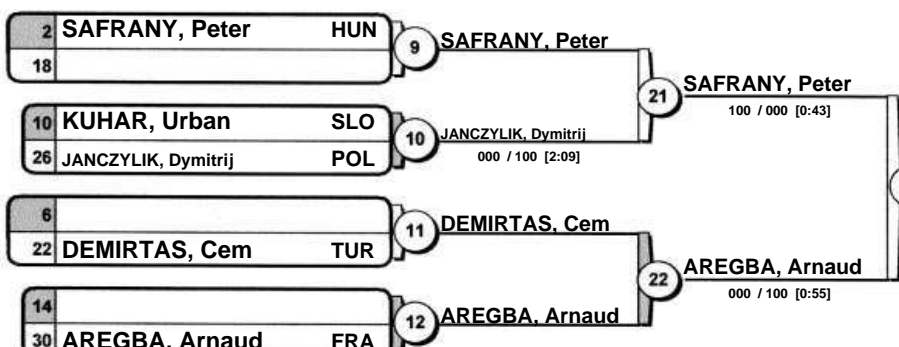 2 SAFRANY, Peter HUN
18
9 SAFRANY, Peter
10 KUHAR, Urban SLO
26 JANCZYLIK, Dymitrij POL
10 JANCZYLIK, Dymitrij
000 / 100 [2:09]
21 SAFRANY, Peter
100 / 000 [0:43]
6
22 DEMIRTAS, Cem TUR
11 DEMIRTAS, Cem
14
30 AREGBA, Arnaud FRA
12 AREGBA, Arnaud
22 AREGBA, Arnaud
000 / 100 [0:55]